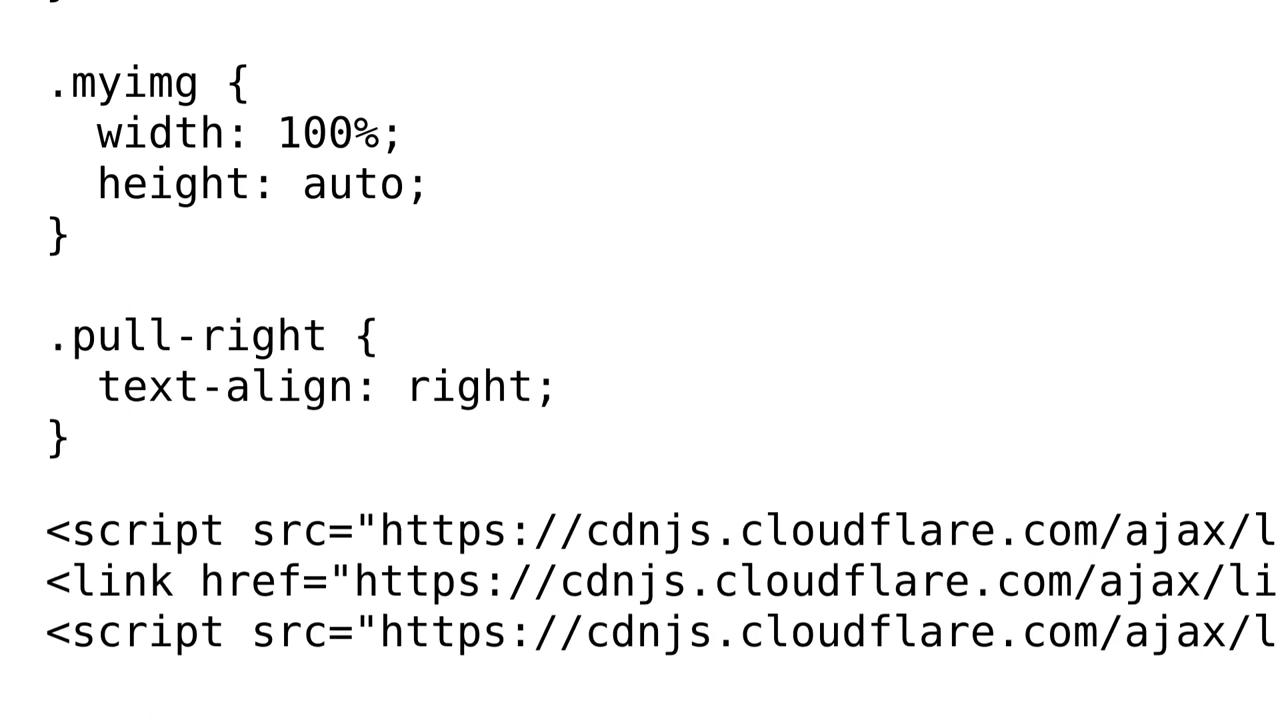 }
.myimg {
  width: 100%;
  height: auto;
}
.pull-right {
  text-align: right;
}
<script src="https://cdnjs.cloudflare.com/ajax/l
<link href="https://cdnjs.cloudflare.com/ajax/li
<script src="https://cdnjs.cloudflare.com/ajax/l